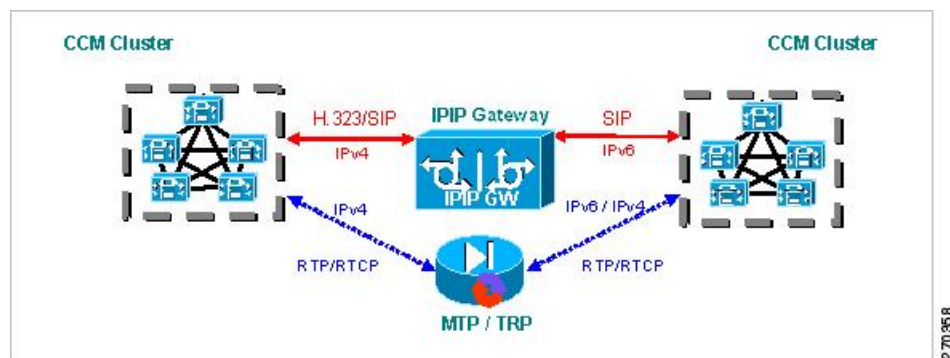 CCM Cluster
CCM Cluster
H.323/SIP
IPIP Gateway
SIP
IPv4
IPv6
IPIP GW
IPv4
IPv6 / IPv4
RTP/RTCP
RTP/RTCP
MTP / TRP
270358